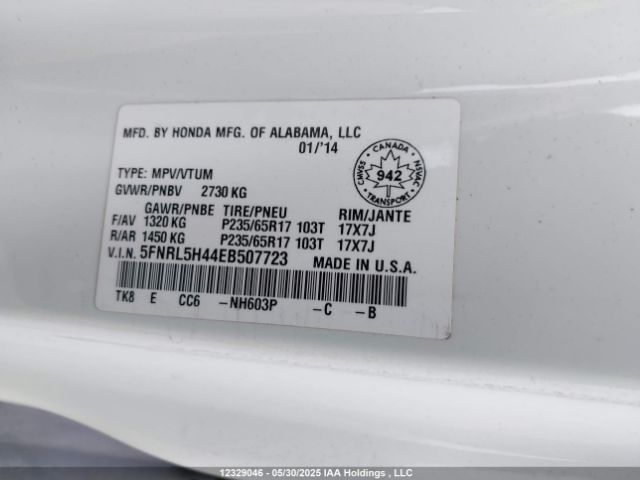 MFD. BY HONDA MFG. OF ALABAMA, LLC
01/'14
TYPE: MPV/VTUM
GVWR/PNBV 2730 KG
CANADA
CMVSS 942 NSVAC
TRANSPORT
GAWR/PNBE TIRE/PNEU RIM/JANTE
F/AV 1320 KG P235/65R17 103T 17X7J
R/AR 1450 KG P235/65R17 103T 17X7J
V.I.N. 5FNRL5H44EB507723 MADE IN U.S.A.
TK8 E CC6 -NH603P -C -B
12329046 - 05/30/2025 IAA Holdings , LLC